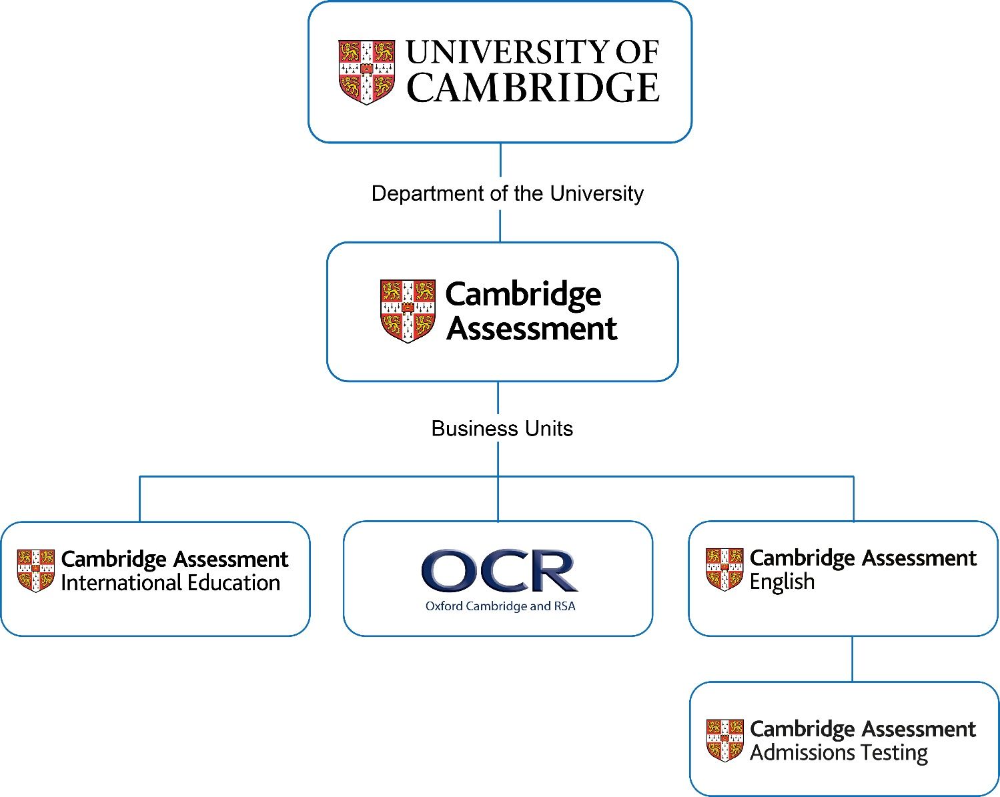 UNIVERSITY OF
CAMBRIDGE
Department of the University
Cambridge
Assessment
Business Units
Cambridge Assessment
International Education
OCR
Oxford Cambridge and RSA
Cambridge Assessment
English
Cambridge Assessment
Admissions Testing